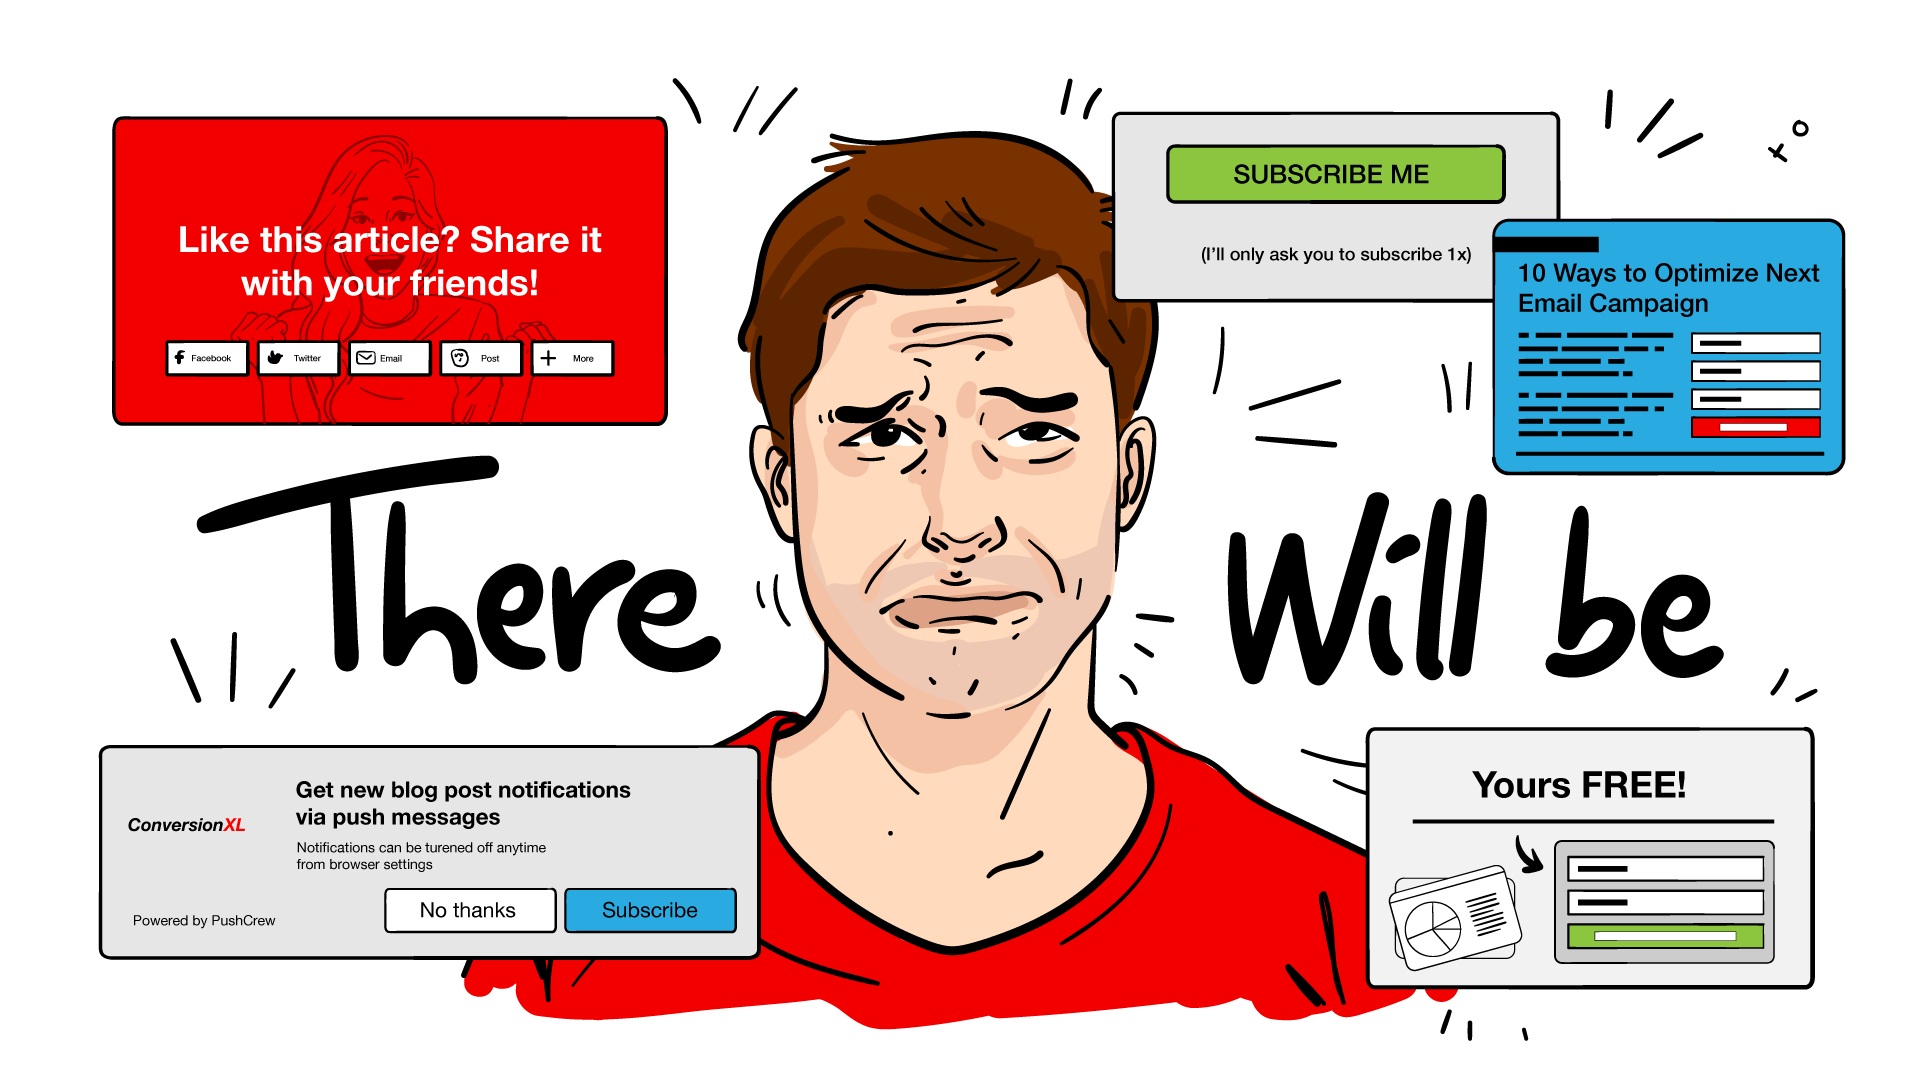 Like this article? Share it
with your friends!
Facebook
Twitter
Email
Post
More
SUBSCRIBE ME
(I'll only ask you to subscribe 1x)
10 Ways to Optimize Next
Email Campaign
There
Will be
ConversionXL
Get new blog post notifications
via push messages
Notifications can be turened off anytime
from browser settings
Powered by PushCrew
No thanks
Subscribe
Yours FREE!